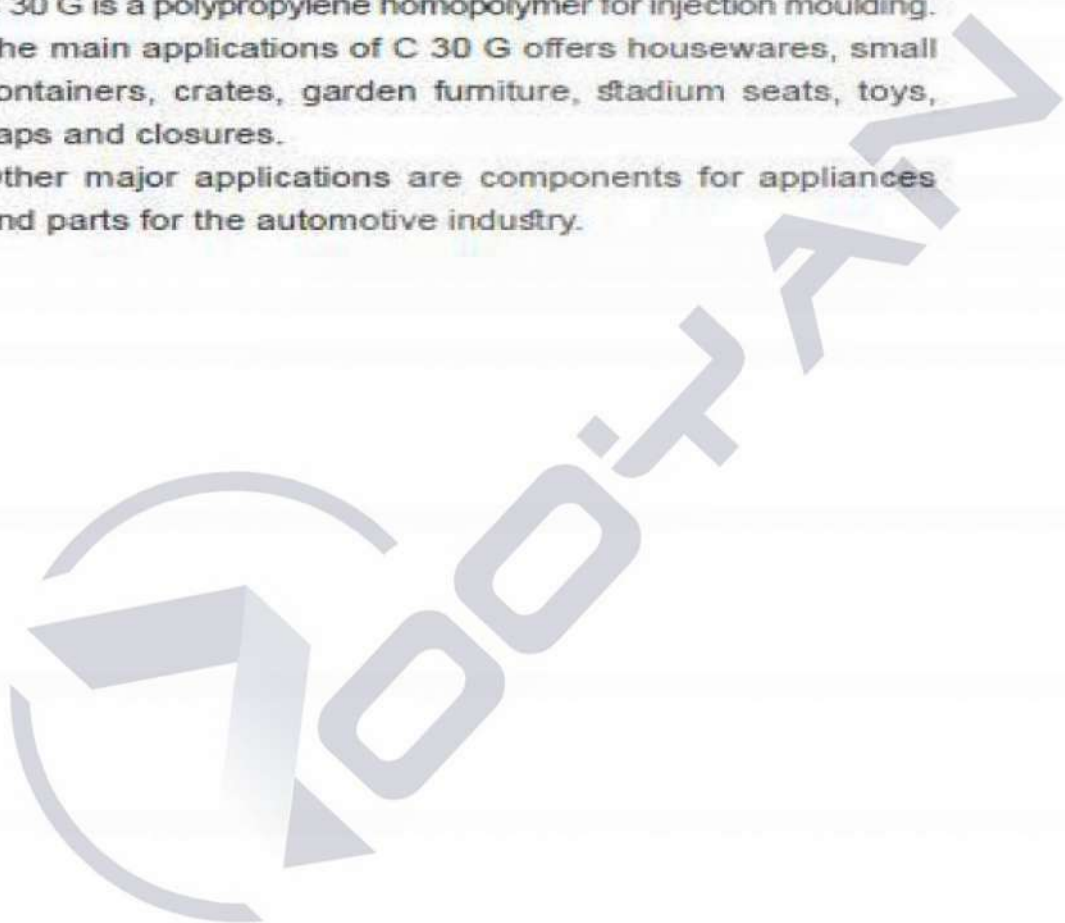 30 G is a polypropylene homopolymer for injection moulding.
he main applications of C 30 G offers housewares, small
ontainers, crates, garden furniture, stadium seats, toys,
aps and closures.
ther major applications are components for appliances
nd parts for the automotive industry.